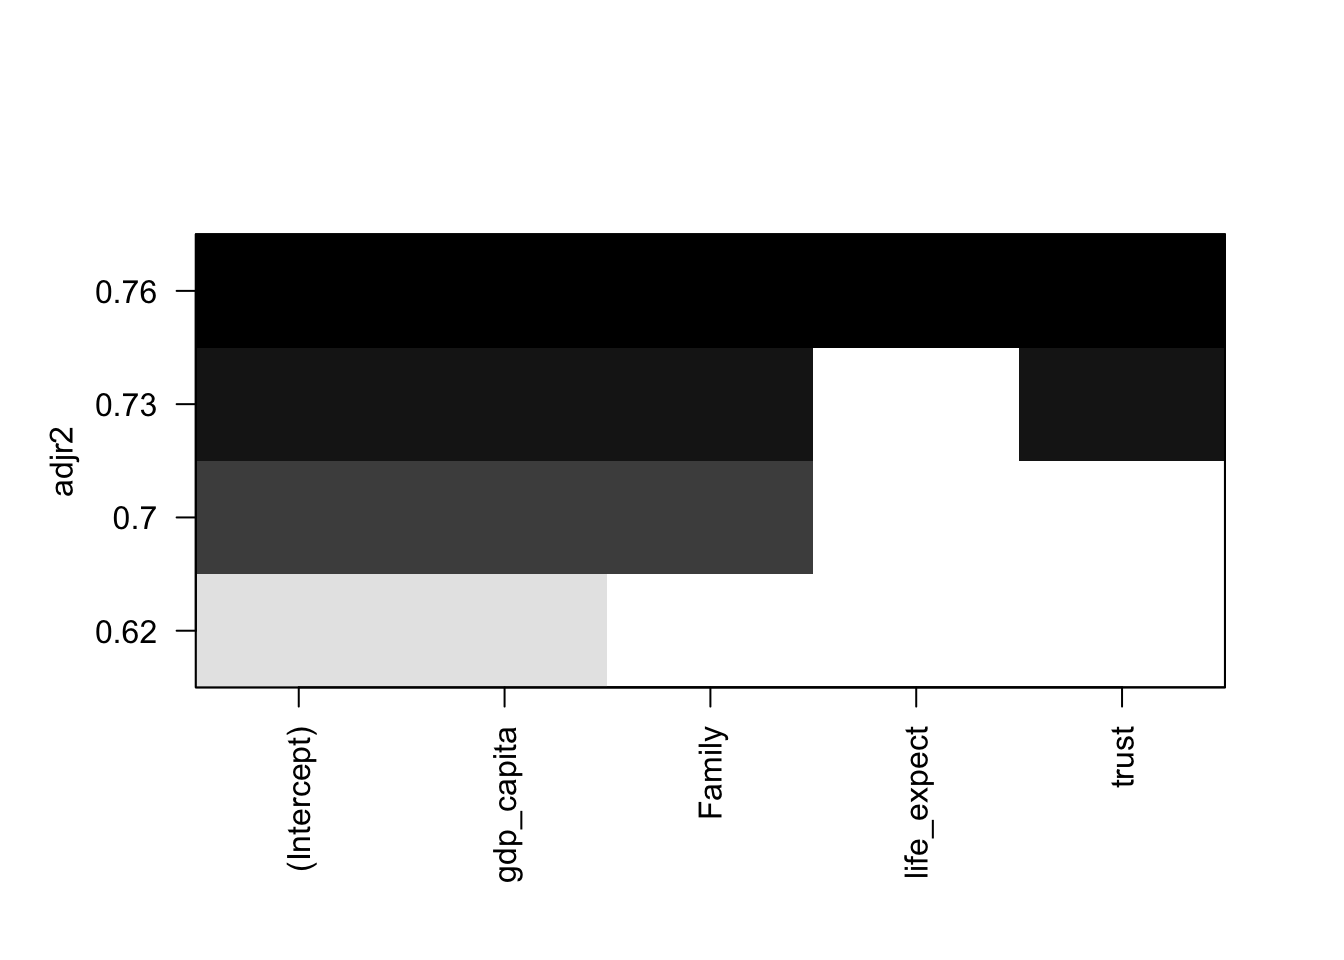 adjr2
0.76
0.73
0.7
0.62
(Intercept)
gdp_capita
Family
life_expect
trust